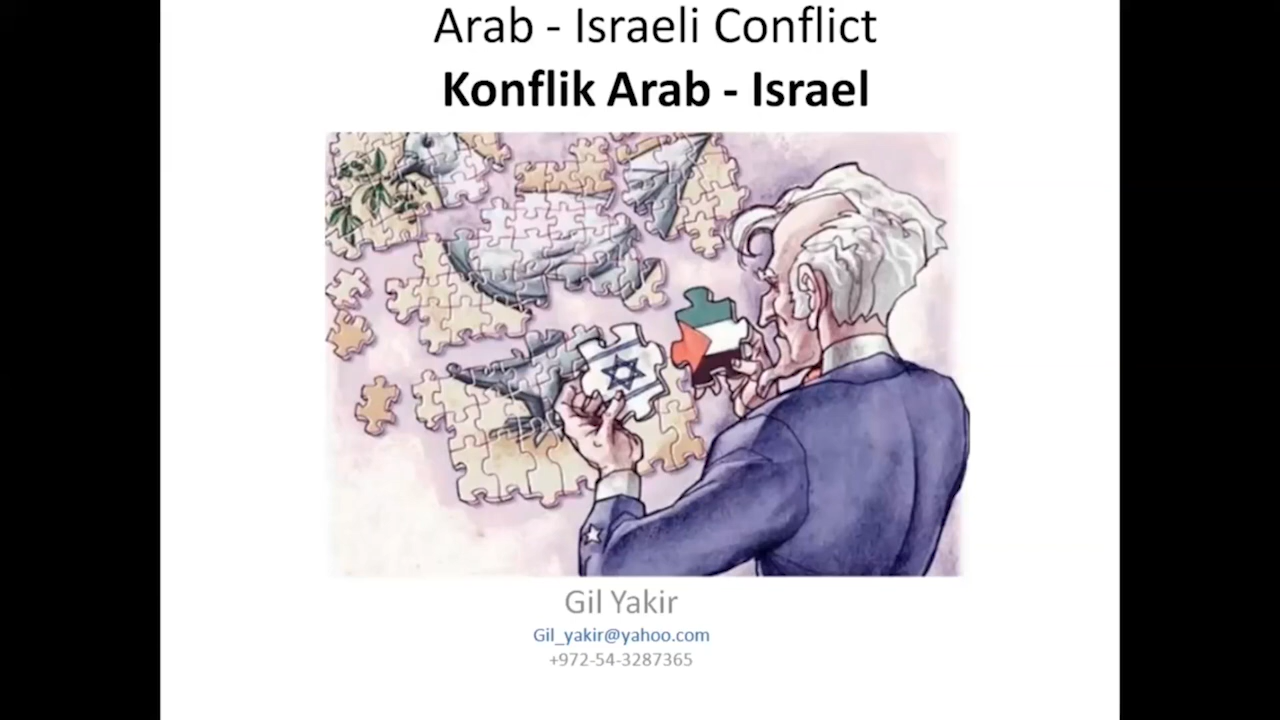 Arab - Israeli Conflict
Konflik Arab - Israel
Gil Yakir
Gil_yakir@yahoo.com
+972-54-3287365